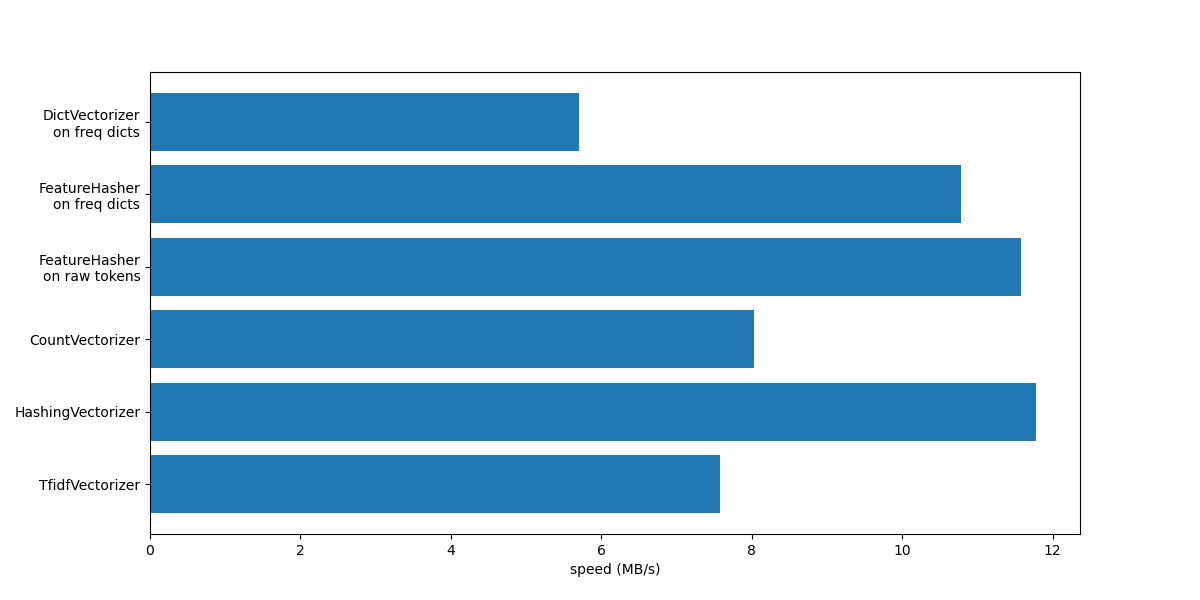 DictVectorizer
on freq dicts
FeatureHasher
on freq dicts
FeatureHasher
on raw tokens
CountVectorizer
HashingVectorizer
TfidfVectorizer
0 2 4 6 8 10 12
speed (MB/s)